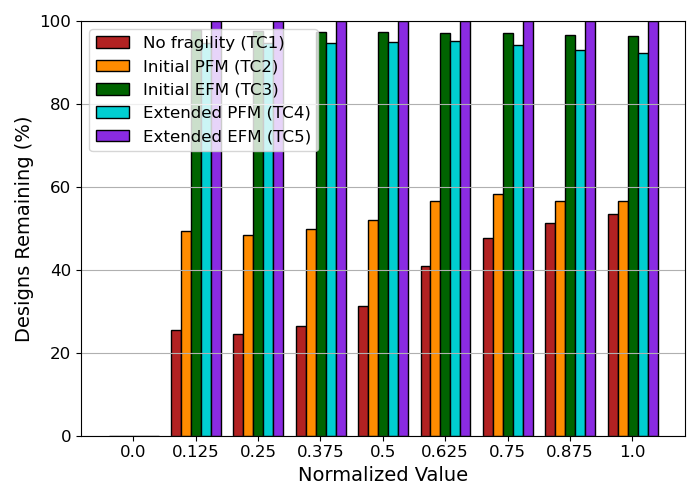 No fragility (TC1)
Initial PFM (TC2)
Initial EFM (TC3)
Extended PFM (TC4)
Extended EFM (TC5)
Designs Remaining (%)
100
80
60
40
20
0
0.0 0.125 0.25 0.375 0.5 0.625 0.75 0.875 1.0
Normalized Value